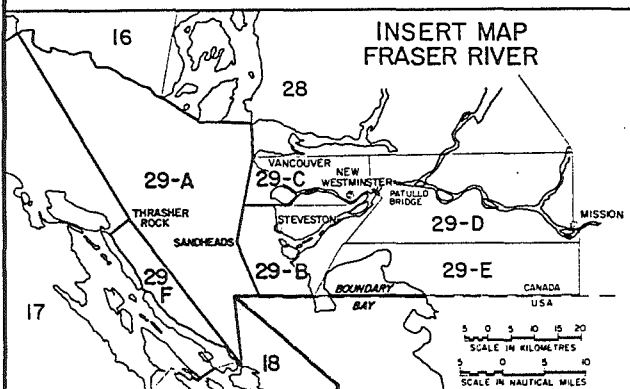 INSERT MAP
FRASER RIVER
16
28
VANCOUVER
29-A
29-C
NEW
WESTMINSTER
PATULLO
BRIDGE
THRASHER
ROCK
STEVESTON
29-D
MISSION
SANDHEADS
29
F
29-B
29-E
17
BOUNDARY
BAY
CANADA
USA
18
5 0 5 10 15 20
SCALE IN KILOMETRES
5 0 5 10
SCALE IN NAUTICAL MILES